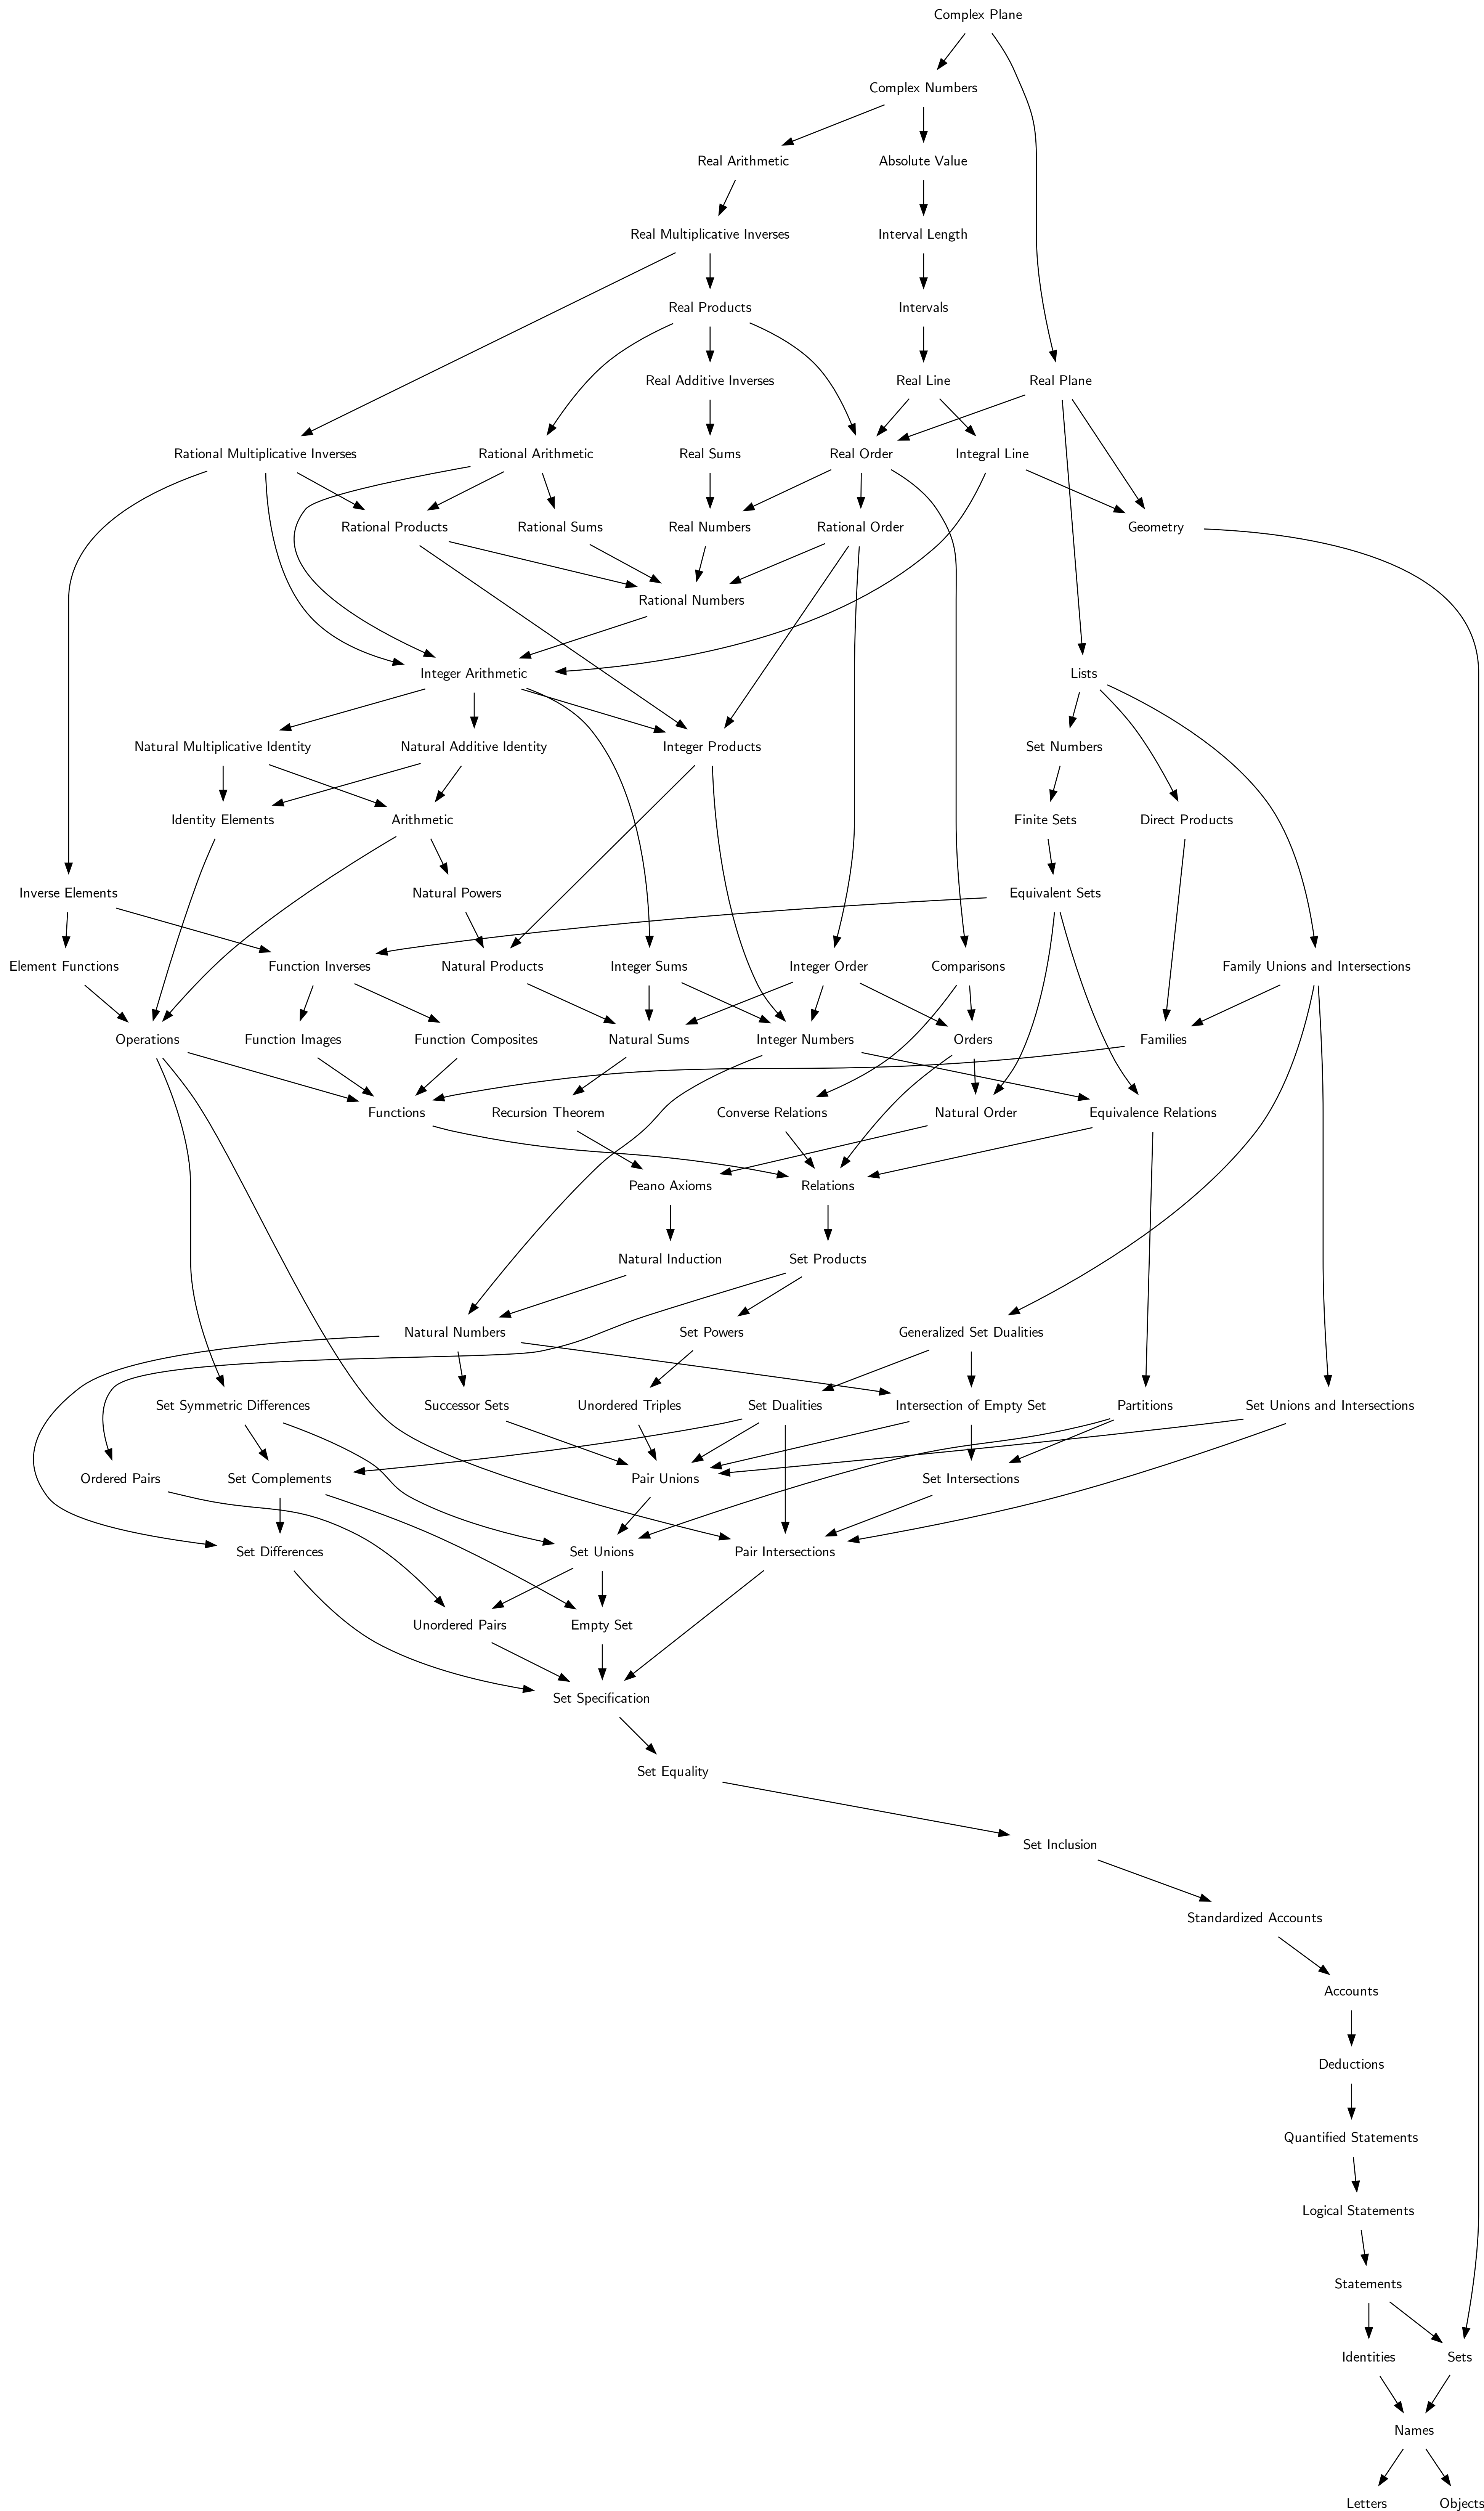 Complex Plane
Complex Numbers
Real Arithmetic
Absolute Value
Real Multiplicative Inverses
Interval Length
Real Products
Intervals
Real Additive Inverses
Real Line
Real Plane
Rational Multiplicative Inverses
Rational Arithmetic
Real Sums
Real Order
Integral Line
Rational Products
Rational Sums
Real Numbers
Rational Order
Geometry
Rational Numbers
Integer Arithmetic
Lists
Natural Multiplicative Identity
Natural Additive Identity
Integer Products
Set Numbers
Identity Elements
Arithmetic
Finite Sets
Direct Products
Inverse Elements
Natural Powers
Equivalent Sets
Element Functions
Function Inverses
Natural Products
Integer Sums
Integer Order
Comparisons
Family Unions and Intersections
Operations
Function Images
Function Composites
Natural Sums
Integer Numbers
Orders
Families
Functions
Recursion Theorem
Converse Relations
Natural Order
Equivalence Relations
Peano Axioms
Relations
Natural Induction
Set Products
Natural Numbers
Set Powers
Generalized Set Dualities
Set Symmetric Differences
Successor Sets
Unordered Triples
Set Dualities
Intersection of Empty Set
Partitions
Set Unions and Intersections
Ordered Pairs
Set Complements
Pair Unions
Set Intersections
Set Differences
Set Unions
Pair Intersections
Unordered Pairs
Empty Set
Set Specification
Set Equality
Set Inclusion
Standardized Accounts
Accounts
Deductions
Quantified Statements
Logical Statements
Statements
Identities
Sets
Names
Letters
Objects